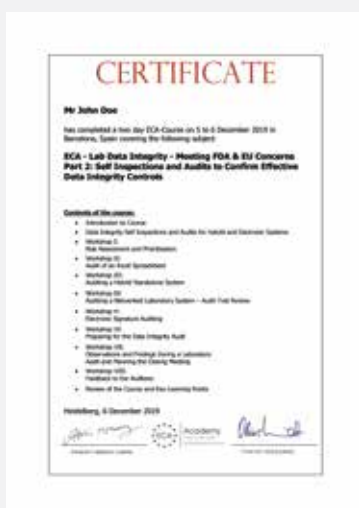 CERTIFICATE
Mr John Doe
has completed a two day ECA-Course on 5 to 6 December 2019 in
Barcelona, Spain covering the following subject
ECA - Lab Data Integrity - Meeting FDA & EU Concerns
Part 2: Self Inspections and Audits to Confirm Effective
Data Integrity Controls
Contents of the course:
Introduction to Course
Data Integrity Self Inspections and Audits for Hybrid and Electronic Systems
Workshop I:
Risk Assessment and Prioritisation
Workshop II:
Audit of an Excel Spreadsheet
Workshop III:
Auditing a Hybrid Standalone System
Workshop IV:
Auditing a Networked Laboratory System - Audit Trail Review
Workshop V:
Electronic Signature Auditing
Workshop VI:
Preparing for the Data Integrity Audit
Workshop VII:
Observations and Findings During a Laboratory
Audit and Planning the Closing Meeting
Workshop VIII:
Feedback to the Auditees
Review of the Course and Key Learning Points
Heidelberg, 6 December 2019
ECA Academy